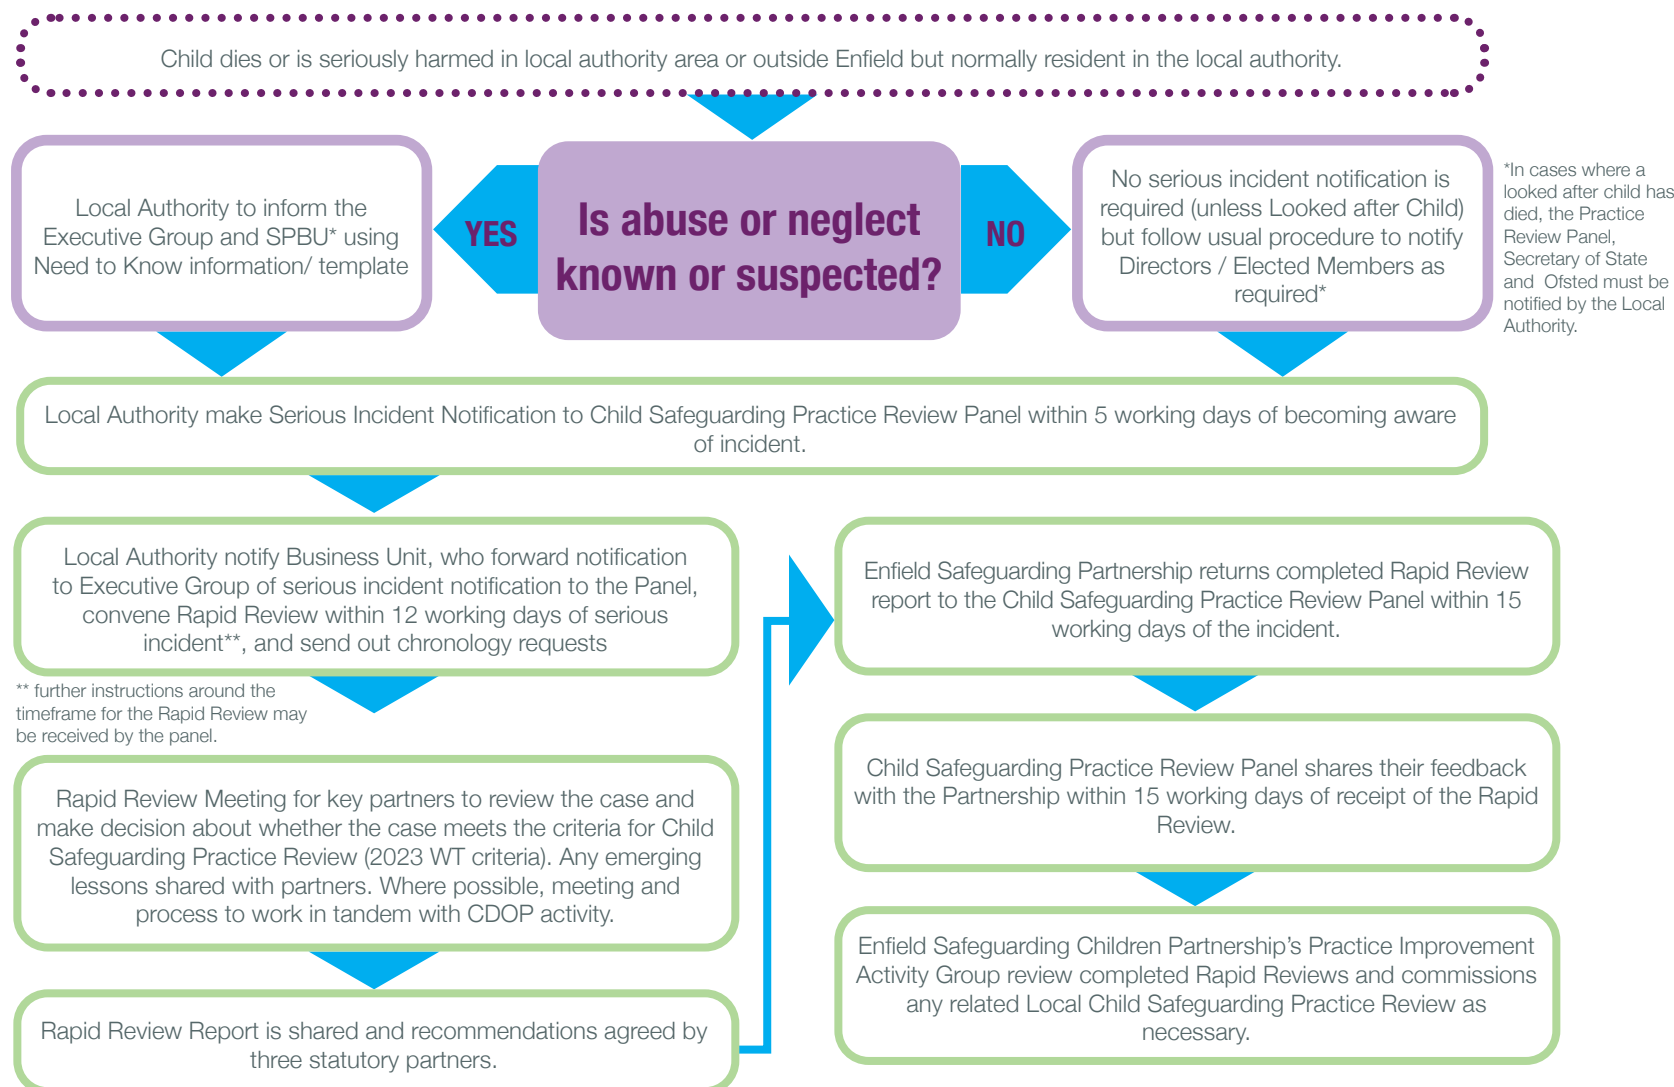 Child dies or is seriously harmed in local authority area or outside Enfield but normally resident in the local authority.
Local Authority to inform the
Executive Group and SPBU* using
Need to Know information/ template
YES
Is abuse or neglect
known or suspected?
NO
No serious incident notification is
required (unless Looked after Child)
but follow usual procedure to notify
Directors / Elected Members as
required*
*In cases where a
looked after child has
died, the Practice
Review Panel,
Secretary of State
and Ofsted must be
notified by the Local
Authority.
Local Authority make Serious Incident Notification to Child Safeguarding Practice Review Panel within 5 working days of becoming aware
of incident.
Local Authority notify Business Unit, who forward notification
to Executive Group of serious incident notification to the Panel,
convene Rapid Review within 12 working days of serious
incident**, and send out chronology requests
** further instructions around the
timeframe for the Rapid Review may
be received by the panel.
Rapid Review Meeting for key partners to review the case and
make decision about whether the case meets the criteria for Child
Safeguarding Practice Review (2023 WT criteria). Any emerging
lessons shared with partners. Where possible, meeting and
process to work in tandem with CDOP activity.
Rapid Review Report is shared and recommendations agreed by
three statutory partners.
Enfield Safeguarding Partnership returns completed Rapid Review
report to the Child Safeguarding Practice Review Panel within 15
working days of the incident.
Child Safeguarding Practice Review Panel shares their feedback
with the Partnership within 15 working days of receipt of the Rapid
Review.
Enfield Safeguarding Children Partnership's Practice Improvement
Activity Group review completed Rapid Reviews and commissions
any related Local Child Safeguarding Practice Review as
necessary.